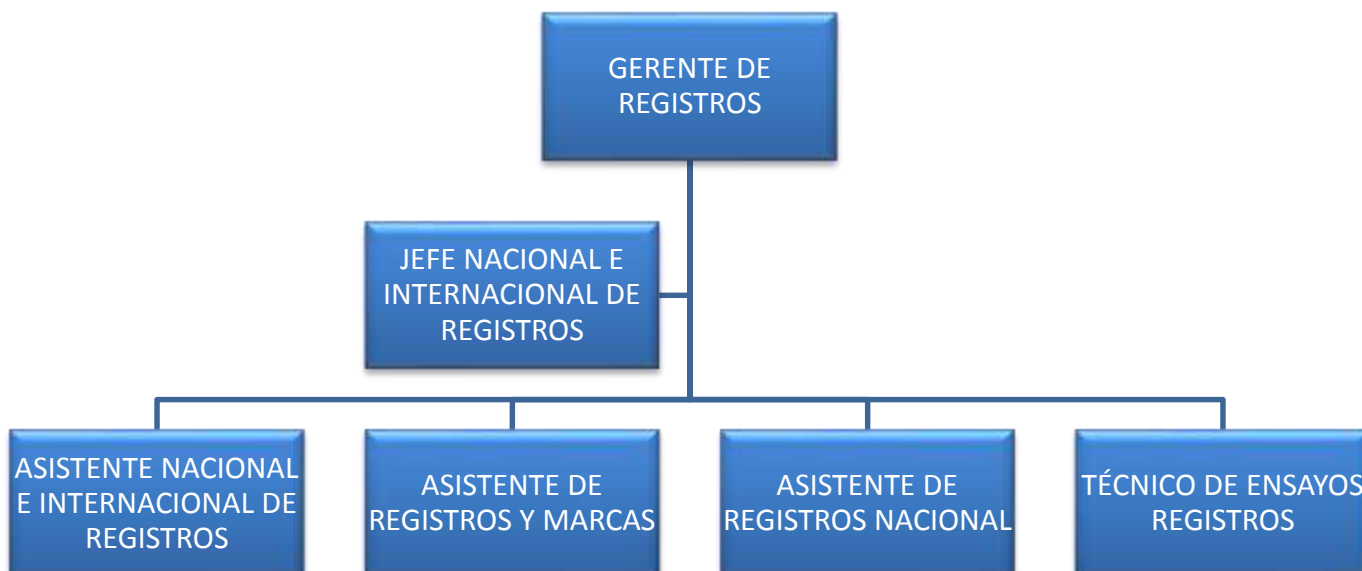 GERENTE DE
REGISTROS
JEFE NACIONAL E
INTERNACIONAL DE
REGISTROS
ASISTENTE NACIONAL
E INTERNACIONAL DE
REGISTROS
ASISTENTE DE
REGISTROS Y MARCAS
ASISTENTE DE
REGISTROS NACIONAL
TÉCNICO DE ENSAYOS
REGISTROS